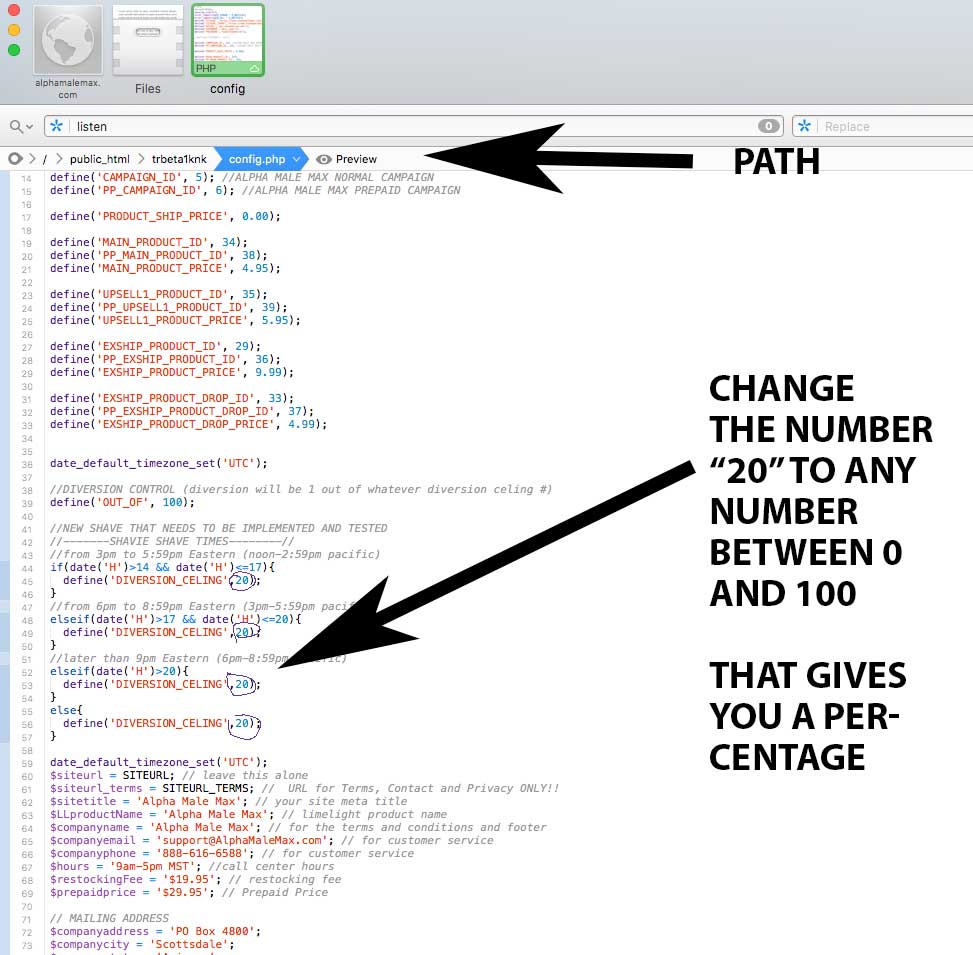 PHP
alphamalemax.
com
Files
config
listen
0
Replace
/ public_html trbeta1knk config.php Preview
PATH
14 define('CAMPAIGN_ID', 5); //ALPHA MALE MAX NORMAL CAMPAIGN
15 define('PP_CAMPAIGN_ID', 6); //ALPHA MALE MAX PREPAID CAMPAIGN
16
17 define('PRODUCT_SHIP_PRICE', 0.00);
18
19 define('MAIN_PRODUCT_ID', 34);
20 define('PP_MAIN_PRODUCT_ID', 38);
21 define('MAIN_PRODUCT_PRICE', 4.95);
22
23 define('UPSELL1_PRODUCT_ID', 35);
24 define('PP_UPSELL1_PRODUCT_ID', 39);
25 define('UPSELL1_PRODUCT_PRICE', 5.95);
26
27 define('EXSHIP_PRODUCT_ID', 29);
28 define('PP_EXSHIP_PRODUCT_ID', 36);
29 define('EXSHIP_PRODUCT_PRICE', 9.99);
30
31 define('EXSHIP_PRODUCT_DROP_ID', 33);
32 define('PP_EXSHIP_PRODUCT_DROP_ID', 37);
33 define('EXSHIP_PRODUCT_DROP_PRICE', 4.99);
34
35
36 date_default_timezone_set('UTC');
37
38 //DIVERSION CONTROL (diversion will be 1 out of whatever diversion celing #)
39 define('OUT_OF', 100);
40
41 //NEW SHAVE THAT NEEDS TO BE IMPLEMENTED AND TESTED
42 //-------SHAVIE SHAVE TIMES--------//
43 //from 3pm to 5:59pm Eastern (noon-2:59pm pacific)
44 if(date('H')>14 && date('H')<=17){
45 define('DIVERSION_CELING',20);
46 }
47 //from 6pm to 8:59pm Eastern (3pm-5:59pm
48 elseif(date('H')>17 && date('H')<=20){
49 define('DIVERSION_CELING',20);
50 }
51 //later than 9pm Eastern (6pm-8:59pm
52 elseif(date('H')>20){
53 define('DIVERSION_CELING',20);
54 }
55 else{
56 define('DIVERSION_CELING',20);
57 }
58
59 date_default_timezone_set('UTC');
60 $siteurl = SITEURL; // leave this alone
61 $siteurl_terms = SITEURL_TERMS; // URL for Terms, Contact and Privacy ONLY!!
62 $sitetitle = 'Alpha Male Max'; // your site meta title
63 $LLproductName = 'Alpha Male Max'; // limelight product name
64 $companyname = 'Alpha Male Max'; // for the terms and conditions and footer
65 $companyemail = 'support@AlphaMaleMax.com'; // for customer service
66 $companyphone = '888-616-6588'; // for customer service
67 $hours = '9am-5pm MST'; //call center hours
68 $restockingFee = '$19.95'; // restocking fee
69 $prepaidprice = '$29.95'; // Prepaid Price
70
71 // MAILING ADDRESS
72 $companyaddress = 'PO Box 4800';
73 $companycity = 'Scottsdale';
CHANGE
THE NUMBER
“20” TO ANY
NUMBER
BETWEEN 0
AND 100
THAT GIVES
YOU A PER-
CENTAGE